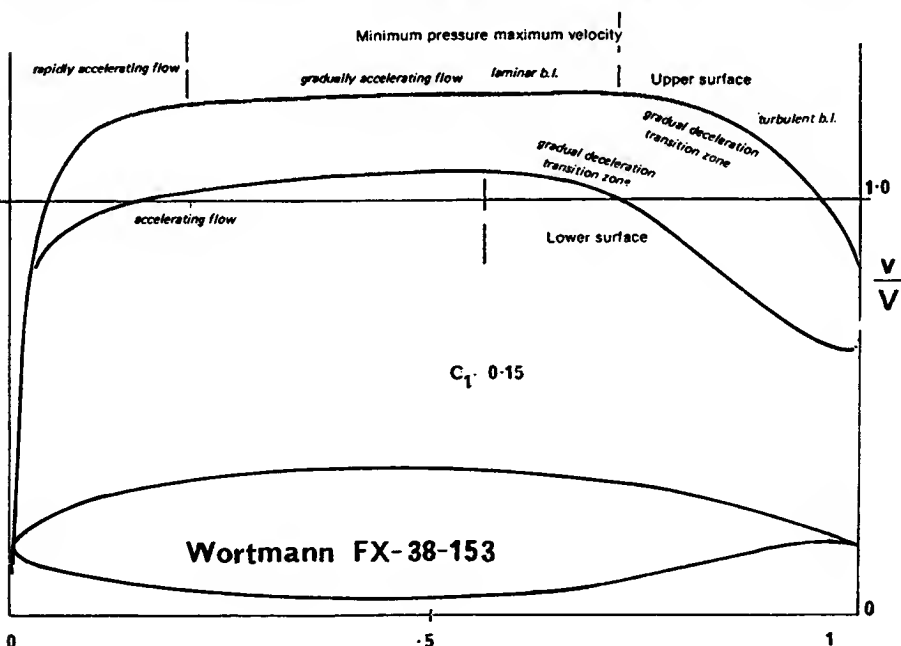 Minimum pressure maximum velocity
rapidly accelerating flow
gradually accelerating flow
laminar b.l.
Upper surface
gradual deceleration
transition zone
turbulent b.l.
gradual deceleration
transition zone
1·0
accelerating flow
Lower surface
v
V
C₁· 0·15
Wortmann FX-38-153
0
0
·5
1